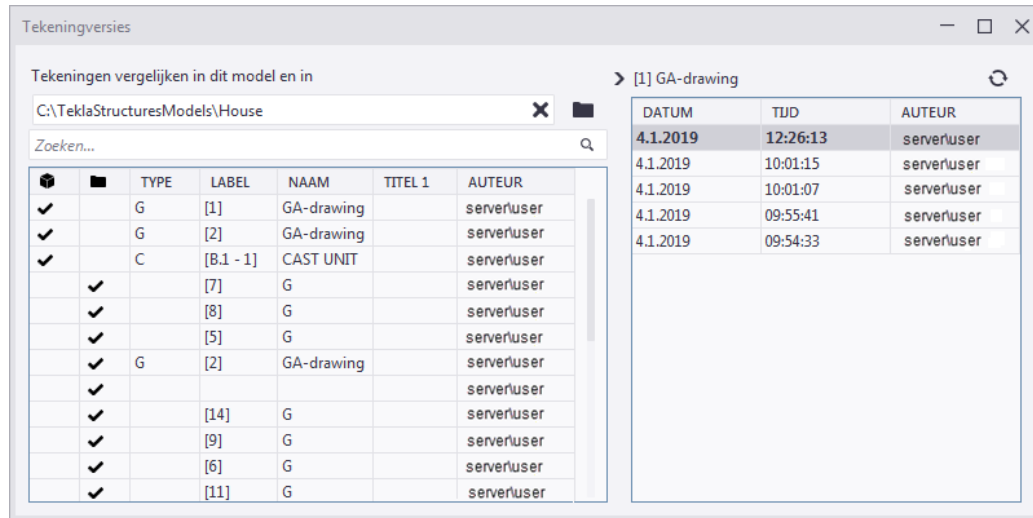 Tekeningversies
Tekeningen vergelijken in dit model en in
C:\TeklaStructuresModels\House
Zoeken...
TYPE LABEL NAAM TITEL 1 AUTEUR
G [1] GA-drawing server\user
G [2] GA-drawing server\user
C [B.1 - 1] CAST UNIT server\user
[7] G server\user
[8] G server\user
[5] G server\user
G [2] GA-drawing server\user
server\user
[14] G server\user
[9] G server\user
[6] G server\user
[11] G server\user
[1] GA-drawing
DATUM TIJD AUTEUR
4.1.2019 12:26:13 server\user
4.1.2019 10:01:15 server\user
4.1.2019 10:01:07 server\user
4.1.2019 09:55:41 server\user
4.1.2019 09:54:33 server\user